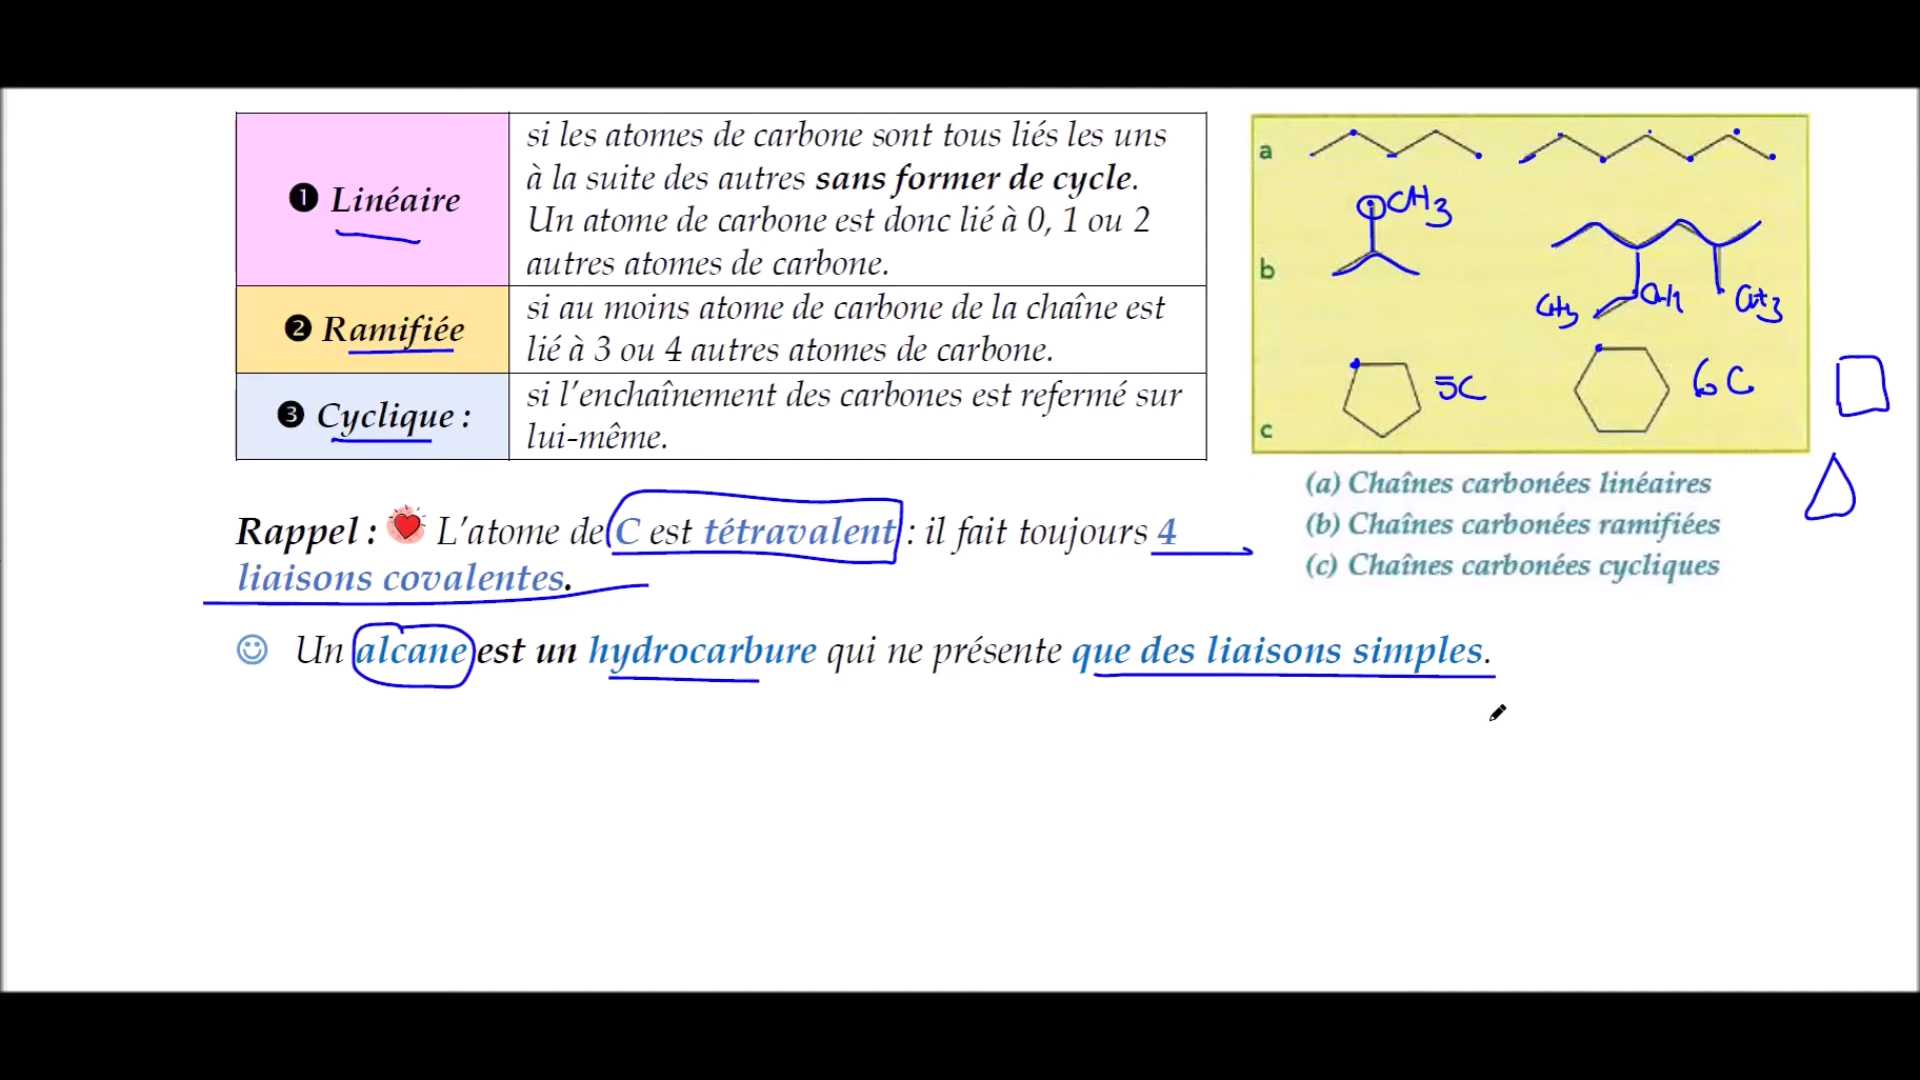 ❶ Linéaire
si les atomes de carbone sont tous liés les uns
à la suite des autres sans former de cycle.
Un atome de carbone est donc lié à 0, 1 ou 2
autres atomes de carbone.
❷ Ramifiée
si au moins atome de carbone de la chaîne est
lié à 3 ou 4 autres atomes de carbone.
❸ Cyclique :
si l'enchaînement des carbones est refermé sur
lui-même.
a
b
CH3
CH3
CH3
c
5C
6C
(a) Chaînes carbonées linéaires
(b) Chaînes carbonées ramifiées
(c) Chaînes carbonées cycliques
Rappel : L'atome de C est tétravalent : il fait toujours 4
liaisons covalentes.
Un alcane est un hydrocarbure qui ne présente que des liaisons simples.